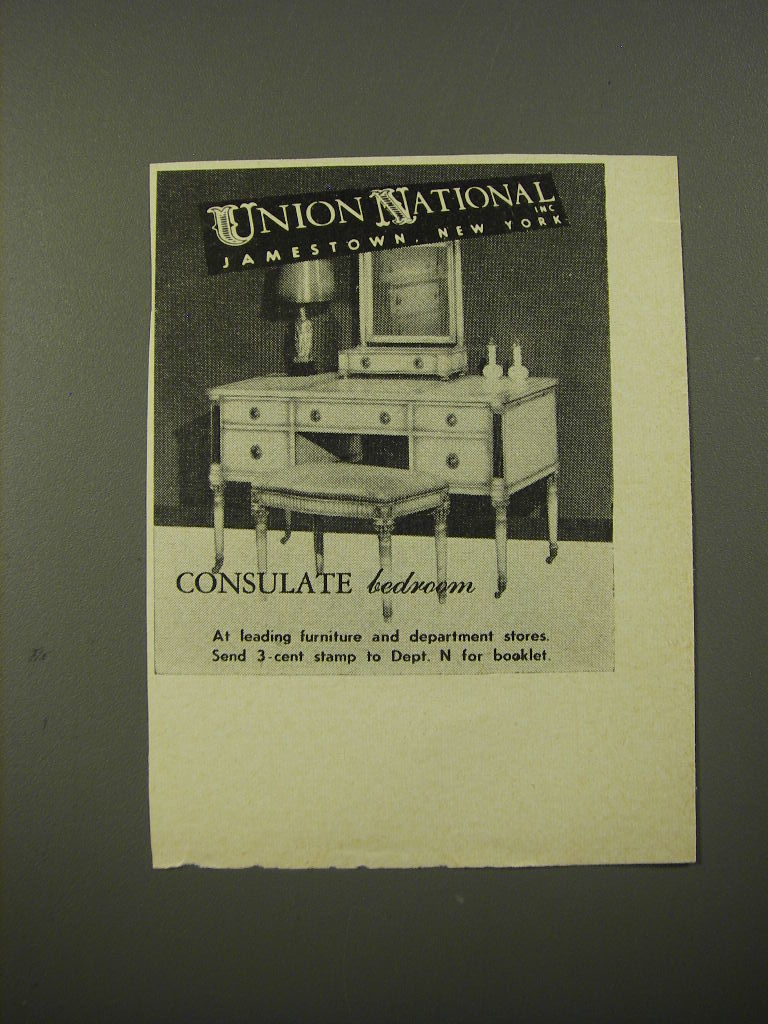 UNION NATIONAL INC
JAMESTOWN, NEW YORK
CONSULATE bedroom
At leading furniture and department stores.
Send 3-cent stamp to Dept. N for booklet.